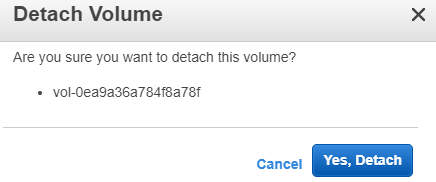 Detach Volume
Are you sure you want to detach this volume?
vol-0ea9a36a784f8a78f
Cancel
Yes, Detach